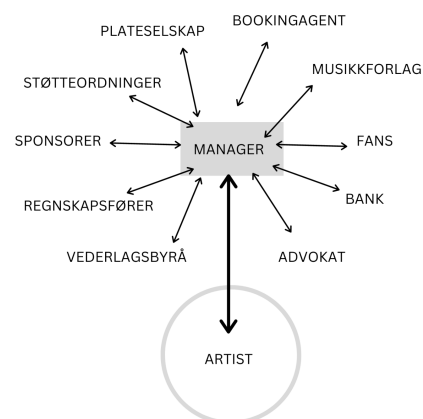 BOOKINGAGENT
PLATESELSKAP
MUSIKKFORLAG
STØTTEORDNINGER
SPONSORER
MANAGER
FANS
BANK
REGNSKAPSFØRER
VEDERLAGSBYRÅ
ADVOKAT
ARTIST